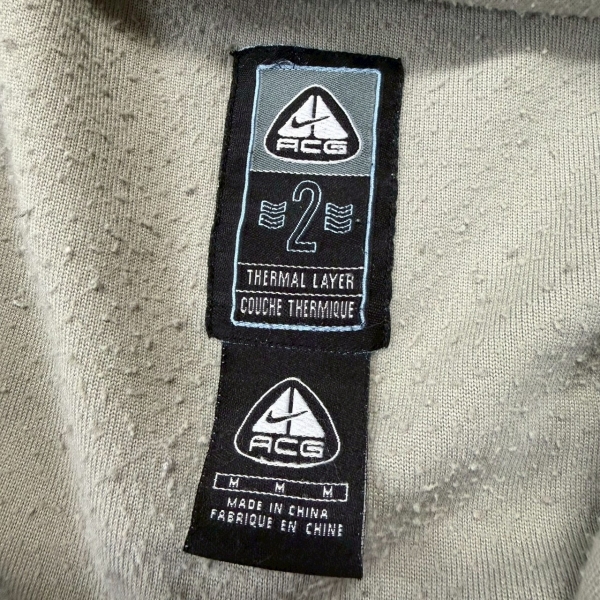 ACG
2
THERMAL LAYER
COUCHE THERMIQUE
ACG
M M M
MADE IN CHINA
FABRIQUE EN CHINE